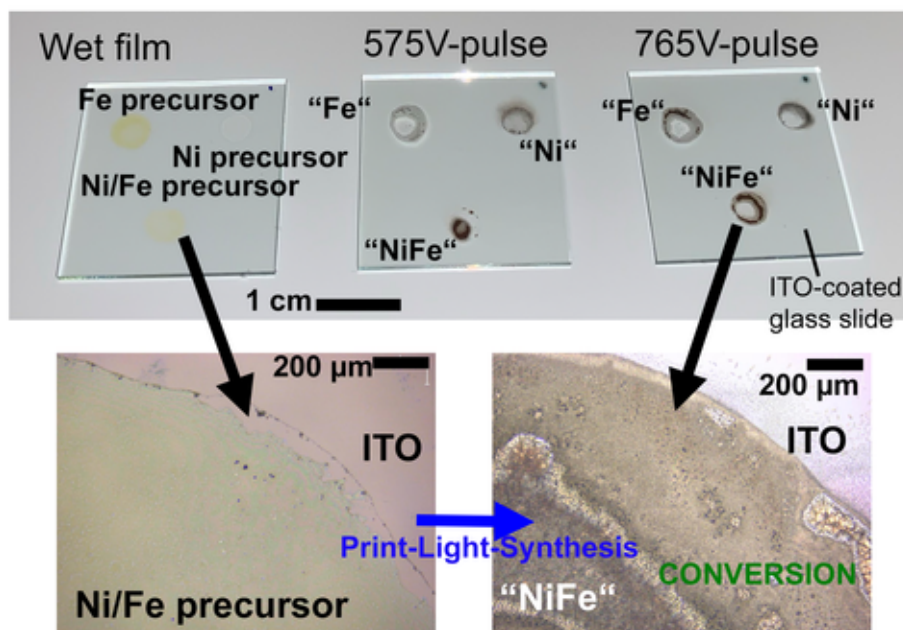 Wet film
575V-pulse
765V-pulse
Fe precursor
Ni precursor
Ni/Fe precursor
“Fe“
“Ni“
“NiFe“
“Fe“
“Ni“
“NiFe“
1 cm
ITO-coated
glass slide
200 µm
ITO
Ni/Fe precursor
Print-Light-Synthesis
200 µm
ITO
CONVERSION
“NiFe“